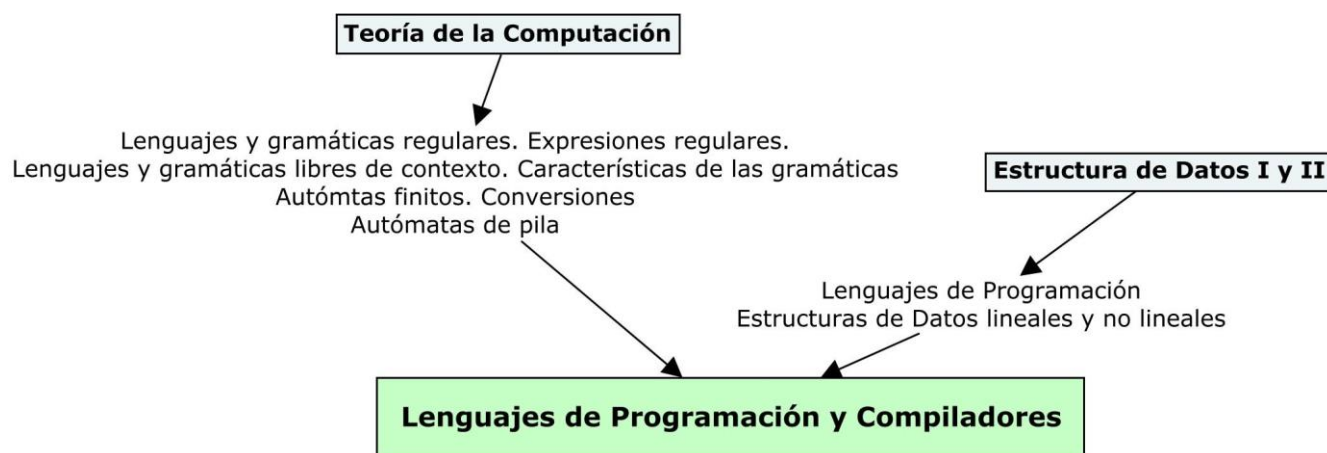 Teoría de la Computación
Lenguajes y gramáticas regulares. Expresiones regulares.
Lenguajes y gramáticas libres de contexto. Características de las gramáticas
Autómtas finitos. Conversiones
Autómatas de pila
Estructura de Datos I y II
Lenguajes de Programación
Estructuras de Datos lineales y no lineales
Lenguajes de Programación y Compiladores